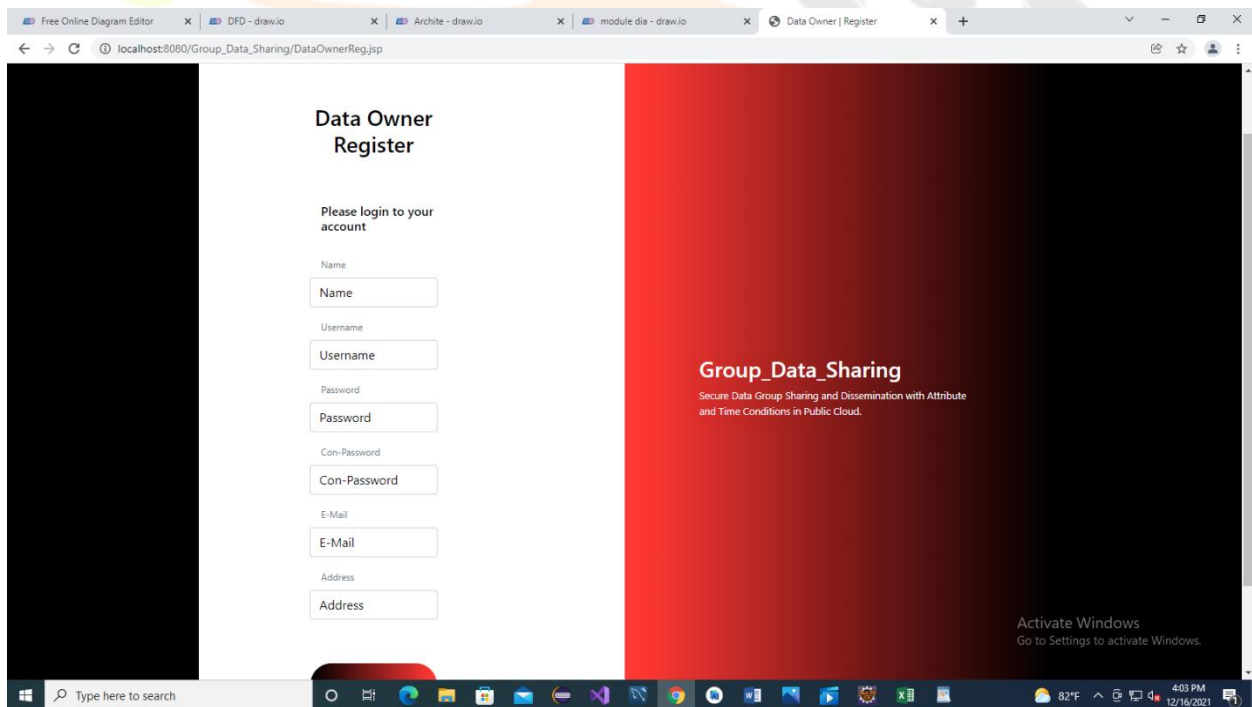 Free Online Diagram Editor
DFD - draw.io
Archite - draw.io
module dia - draw.io
Data Owner | Register
localhost:8080/Group_Data_Sharing/DataOwnerReg.jsp
Data Owner
Register
Please login to your
account
Name
Name
Username
Username
Password
Password
Con-Password
Con-Password
E-Mail
E-Mail
Address
Address
Group_Data_Sharing
Secure Data Group Sharing and Dissemination with Attribute
and Time Conditions in Public Cloud.
Activate Windows
Go to Settings to activate Windows.
Type here to search
82°F
4:03 PM
12/16/2021